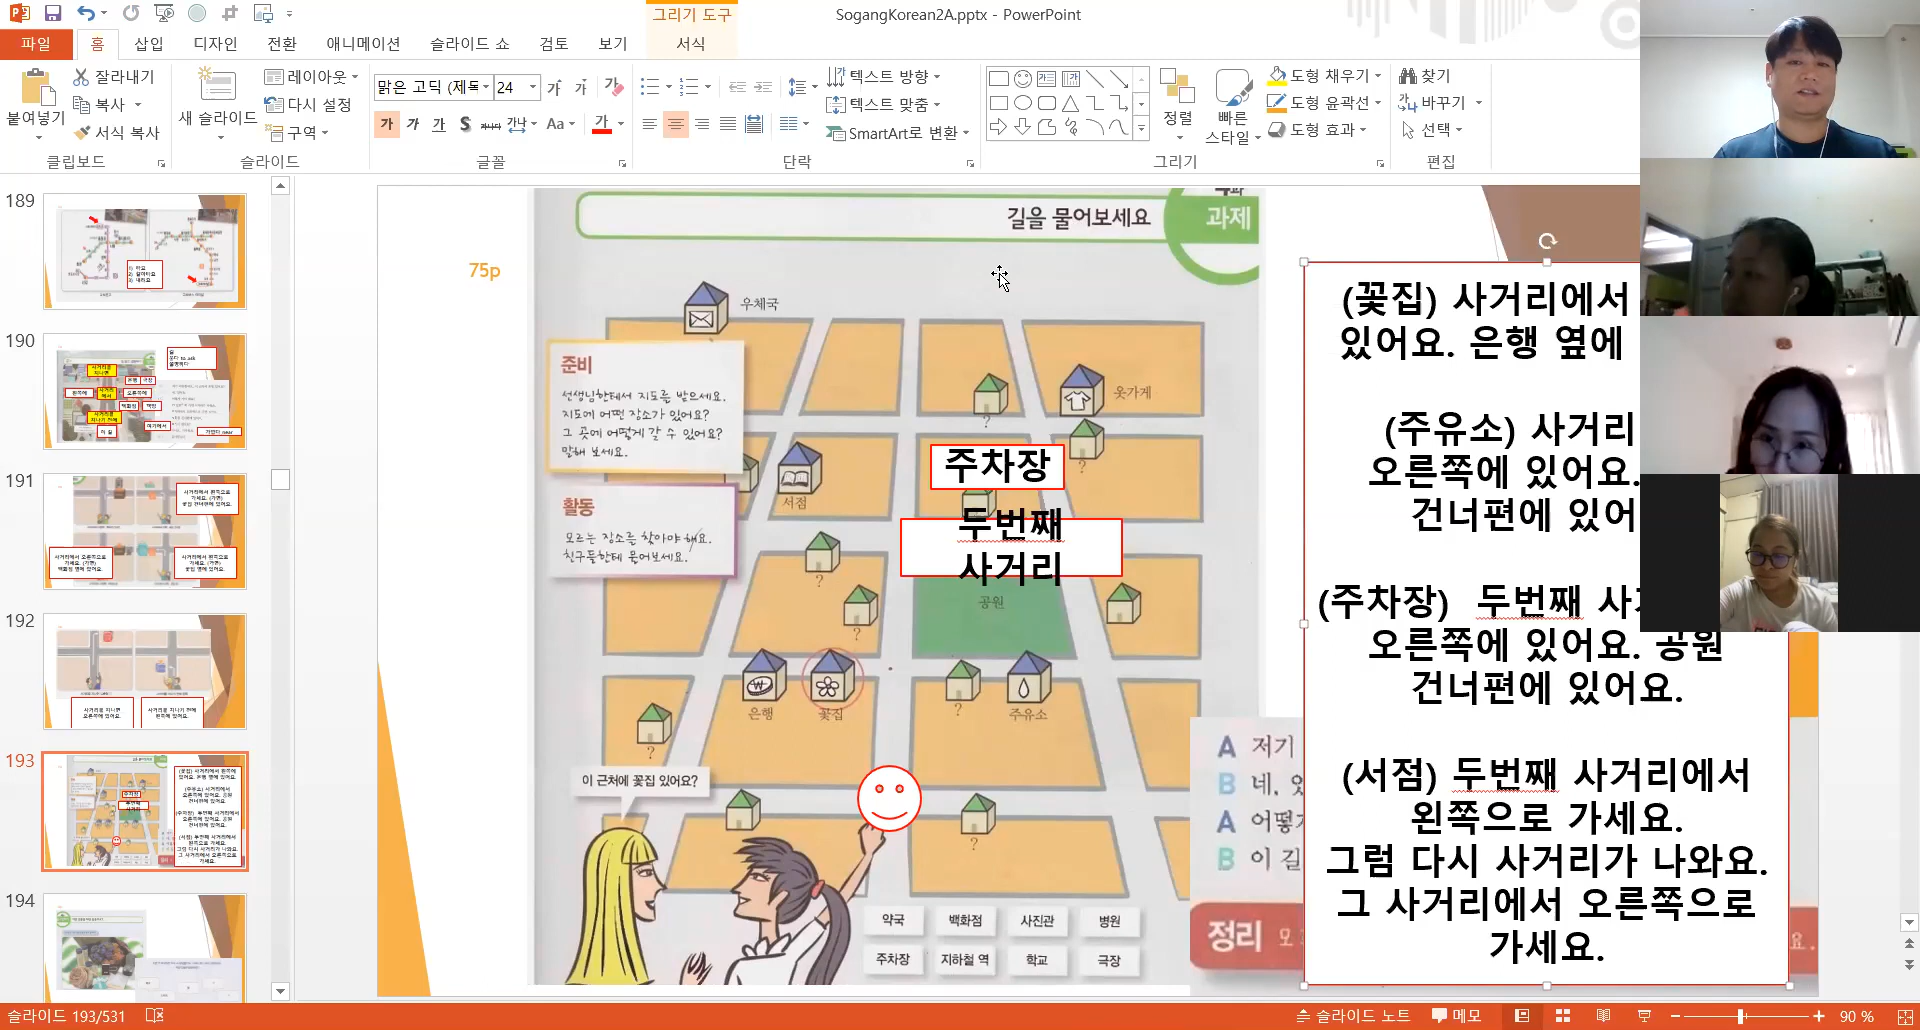 그리기 도구
SogangKorean2A.pptx - PowerPoint
파일
홈
삽입
디자인
전환
애니메이션
슬라이드 쇼
검토
보기
서식
붙여넣기
잘라내기
복사
서식 복사
클립보드
새 슬라이드
레이아웃
다시 설정
구역
슬라이드
맑은 고딕 (제목
24
가
가
가
가
가
가
S
간낭
Aa
가
글꼴
텍스트 방향
텍스트 맞춤
SmartArt로 변환
단락
정렬
빠른 스타일
도형 채우기
도형 윤곽선
도형 효과
그리기
찾기
바꾸기
선택
편집
189
190
191
192
193
194
75p
길을 물어보세요
과제
우체국
준비
선생님한테서 지도를 받으세요.
지도에 어떤 장소가 있어요?
그 곳에 어떻게 갈 수 있어요?
말해 보세요.
활동
모르는 장소를 찾아야 해요.
친구들한테 물어보세요.
옷가게
?
?
서점
주차장
두번째
사거리
공원
?
?
은행
꽃집
?
주유소
?
이 근처에 꽃집 있어요?
?
약국
백화점
사진관
병원
주차장
지하철 역
학교
극장
A 저기
B 네, 있
A 어떻게
B 이 길
정리
(꽃집) 사거리에서
있어요. 은행 옆에
(주유소) 사거리
오른쪽에 있어요.
건너편에 있어
(주차장) 두번째 사거
오른쪽에 있어요. 공원
건너편에 있어요.
(서점) 두번째 사거리에서
왼쪽으로 가세요.
그럼 다시 사거리가 나와요.
그 사거리에서 오른쪽으로
가세요.
슬라이드 193/531
슬라이드 노트
메모
90 %